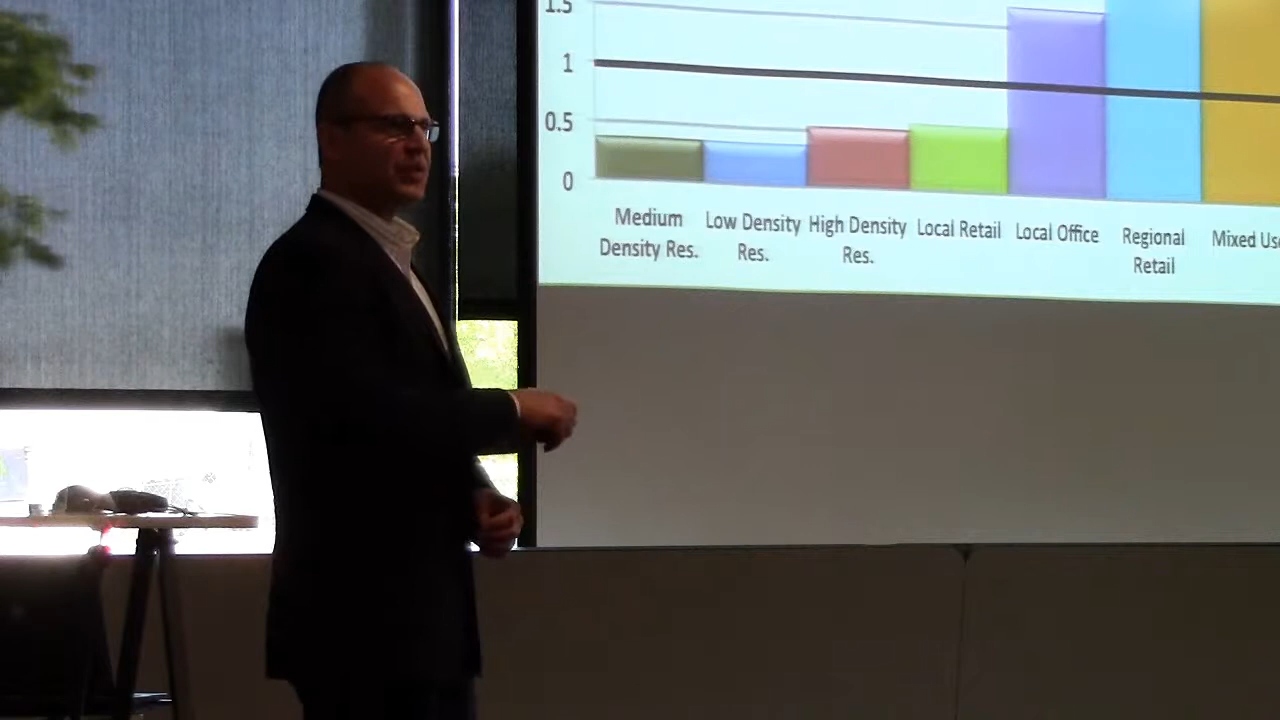 1.5
1
0.5
0
Medium
Density Res.
Low Density
Res.
High Density
Res.
Local Retail
Local Office
Regional
Retail
Mixed Us